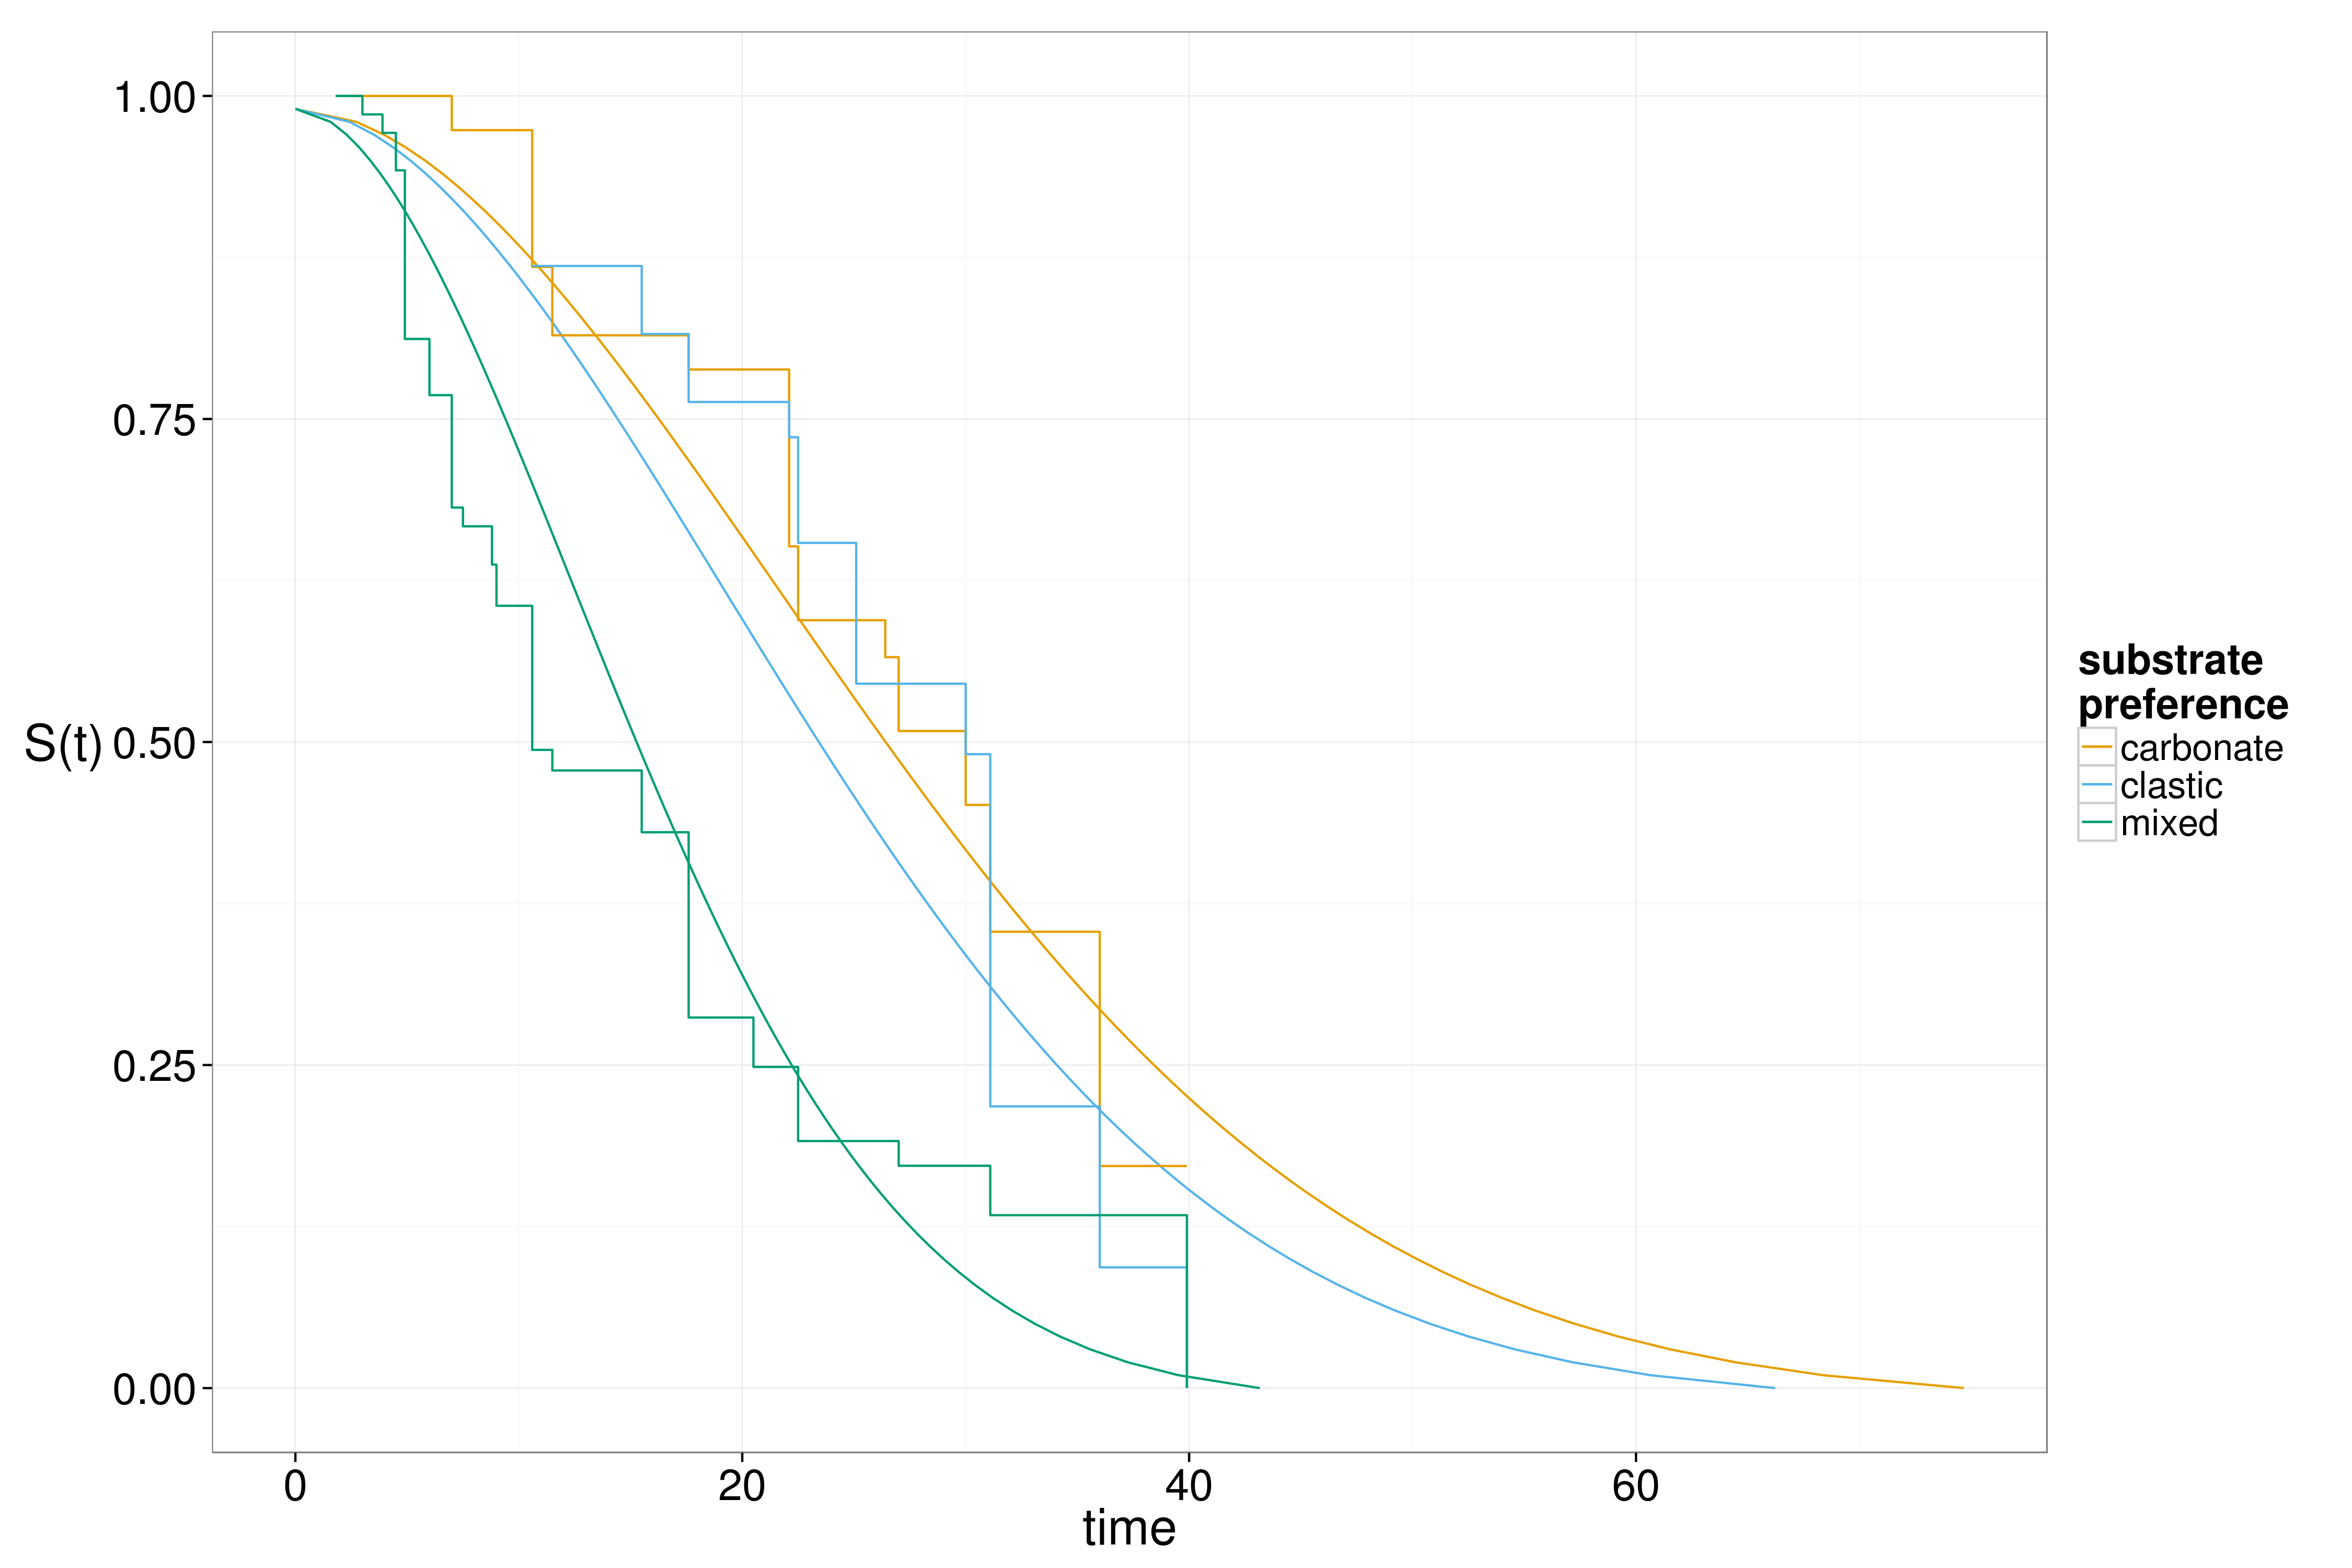 1.00
0.75
S(t) 0.50
0.25
0.00
0 20 40 60
time
substrate
preference
carbonate
clastic
mixed